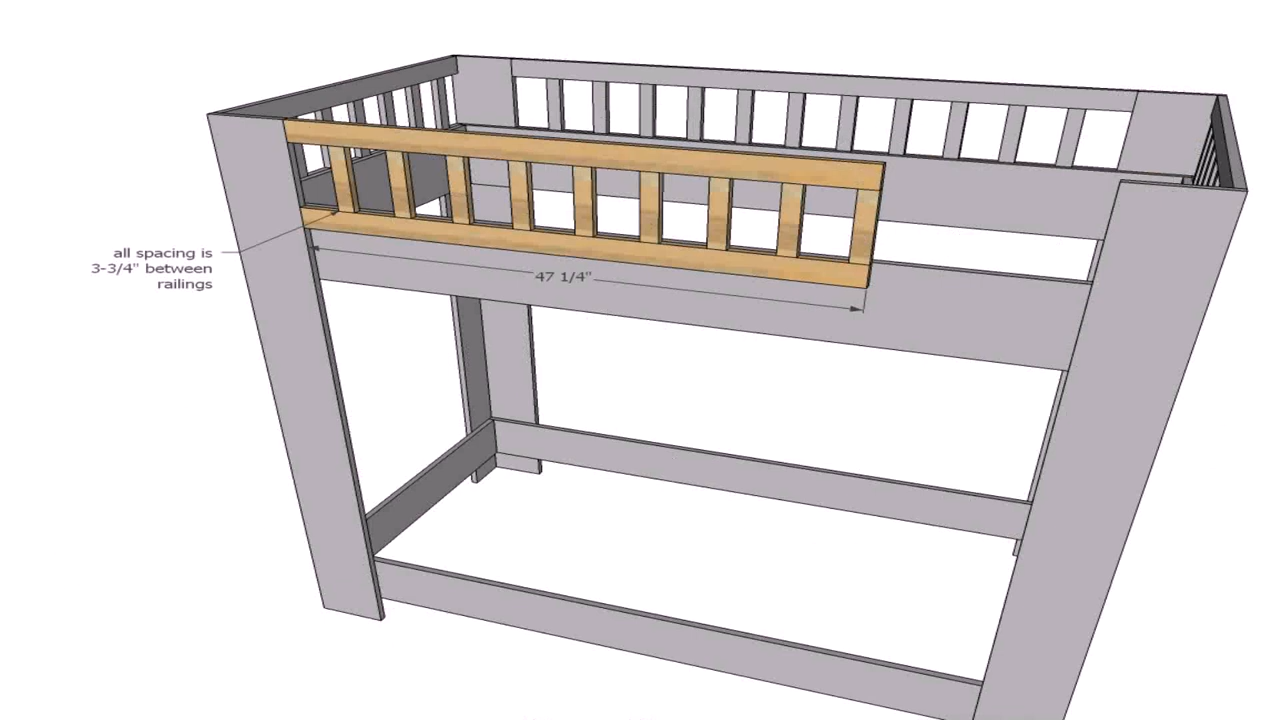 all spacing is
3-3/4" between
railings
47 1/4"